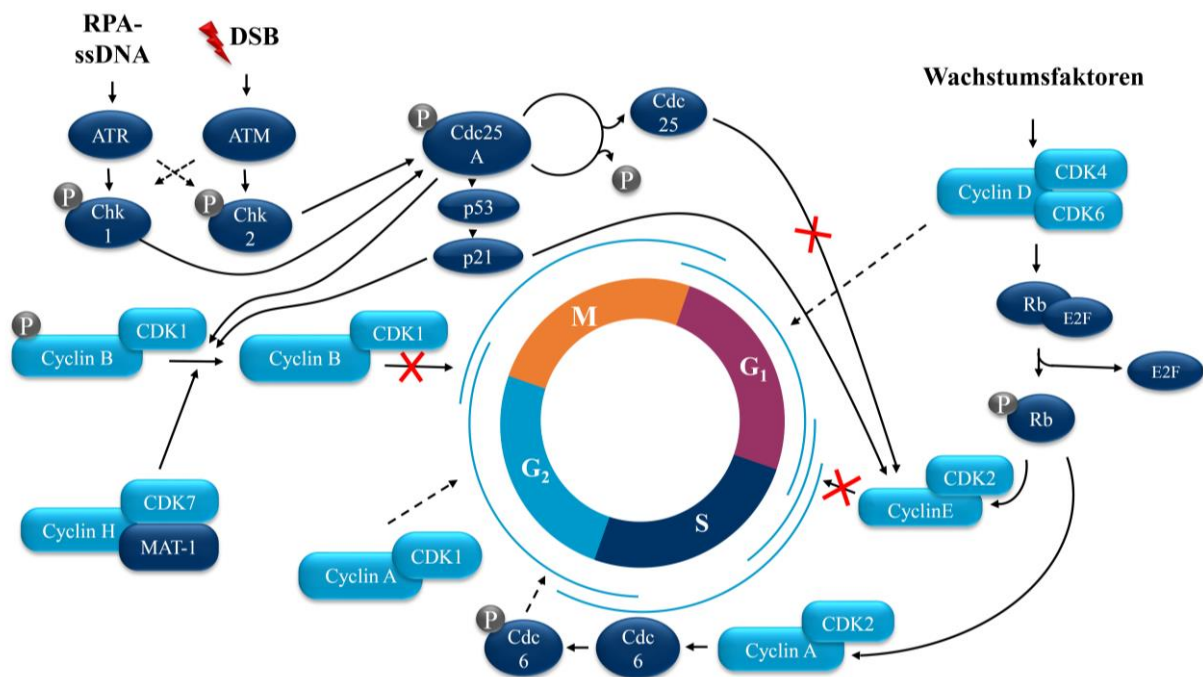 RPA-
ssDNA
DSB
Wachstumsfaktoren
ATR
ATM
P
Cdc25
A
Cdc
25
P
P
Chk
1
P
Chk
2
p53
p21
Cyclin D
CDK4
CDK6
Rb
E2F
E2F
P
Rb
P
Cyclin B
CDK1
Cyclin B
CDK1
M
G₁
G₂
S
CyclinE
CDK2
Cyclin H
CDK7
MAT-1
Cyclin A
CDK1
P
Cdc
6
Cdc
6
Cyclin A
CDK2